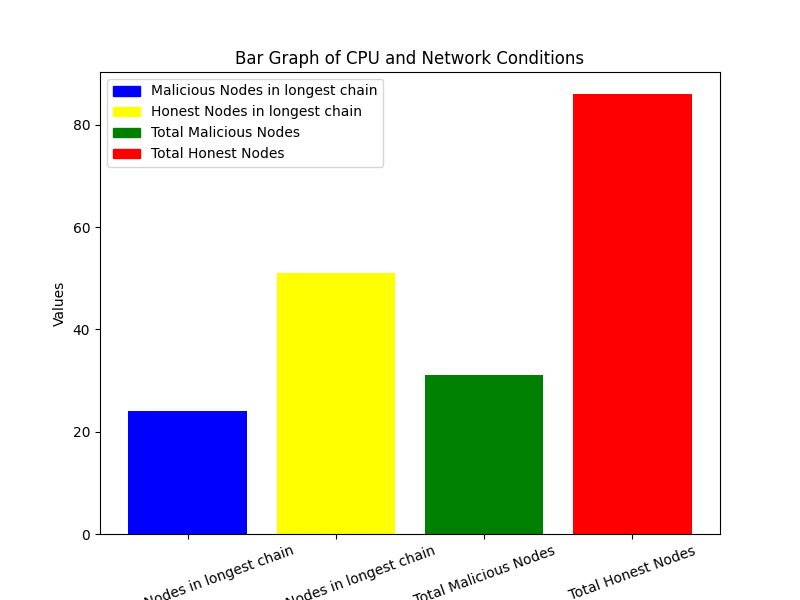 Bar Graph of CPU and Network Conditions
Malicious Nodes in longest chain
Honest Nodes in longest chain
Total Malicious Nodes
Total Honest Nodes
80
60
40
20
0
Values
Nodes in longest chain
Nodes in longest chain
Total Malicious Nodes
Total Honest Nodes